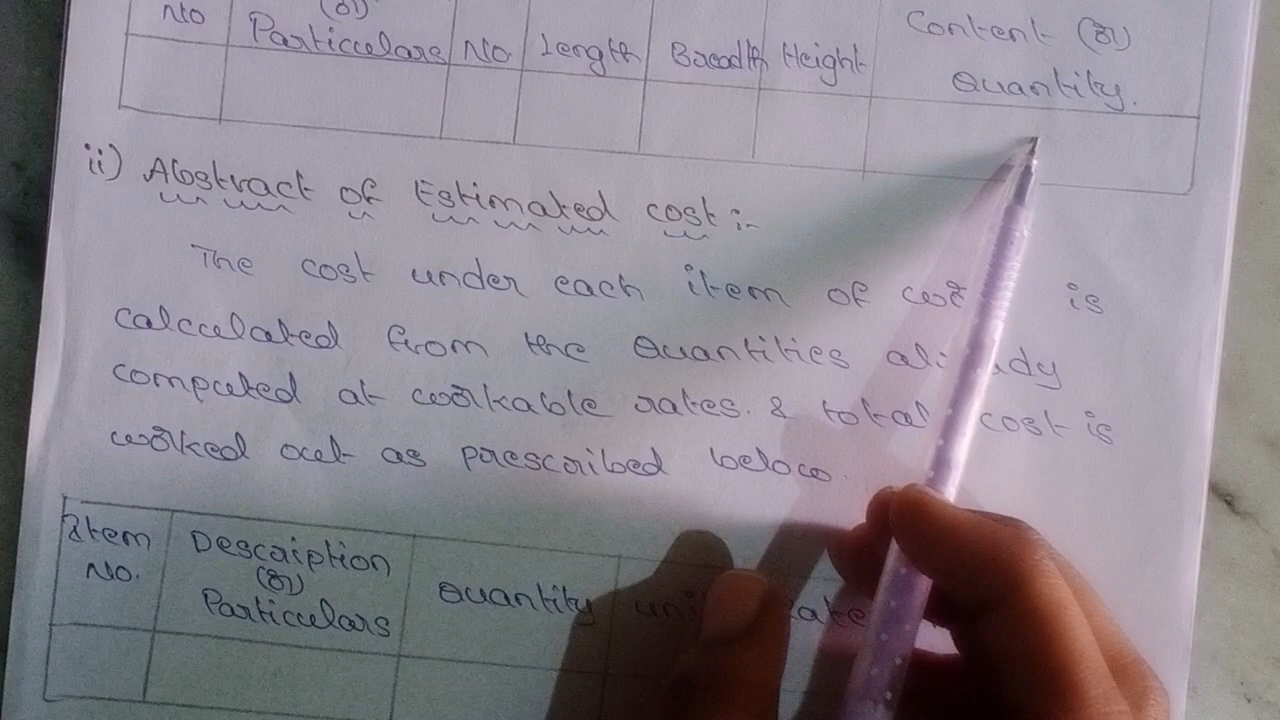 No
(or)
Particulars
No.
Length
Breadth
Height
Content (or)
Quantity.
ii) Abstract of Estimated cost :-
The cost under each item of is
calculated from the Quantities
computed at workable rates. & total cost is
worked out as prescribed below.
Item
No.
Description
(or)
Particulars
Quantity